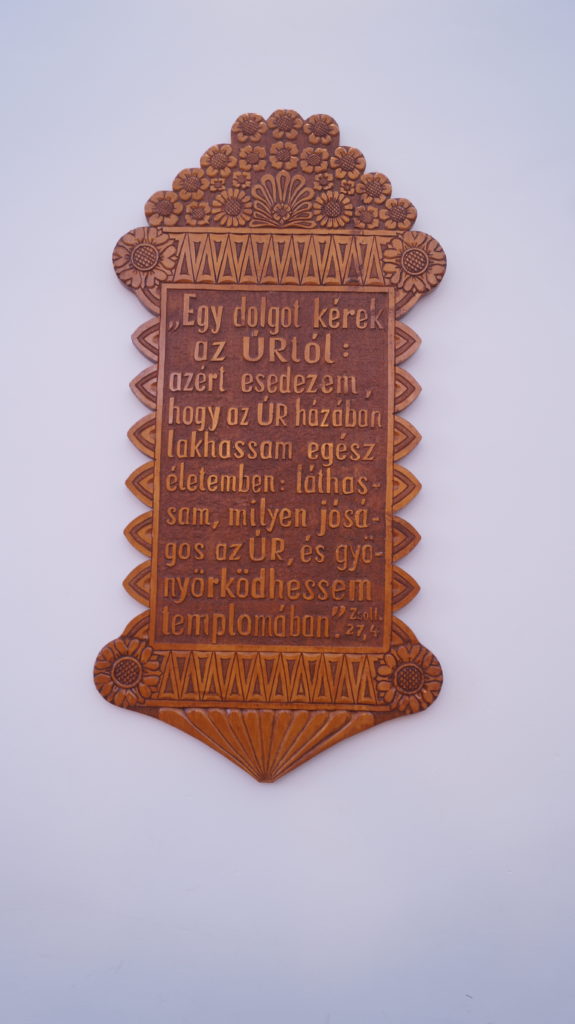 „Egy dolgot kérek
az ÚRtól:
azért esedezem,
hogy az ÚR házában
lakhassam egész
életemben: láthas-
sam, milyen jósá-
gos az ÚR, és gyö-
nyörködhessem
templomában.” Zsolt.
27,4